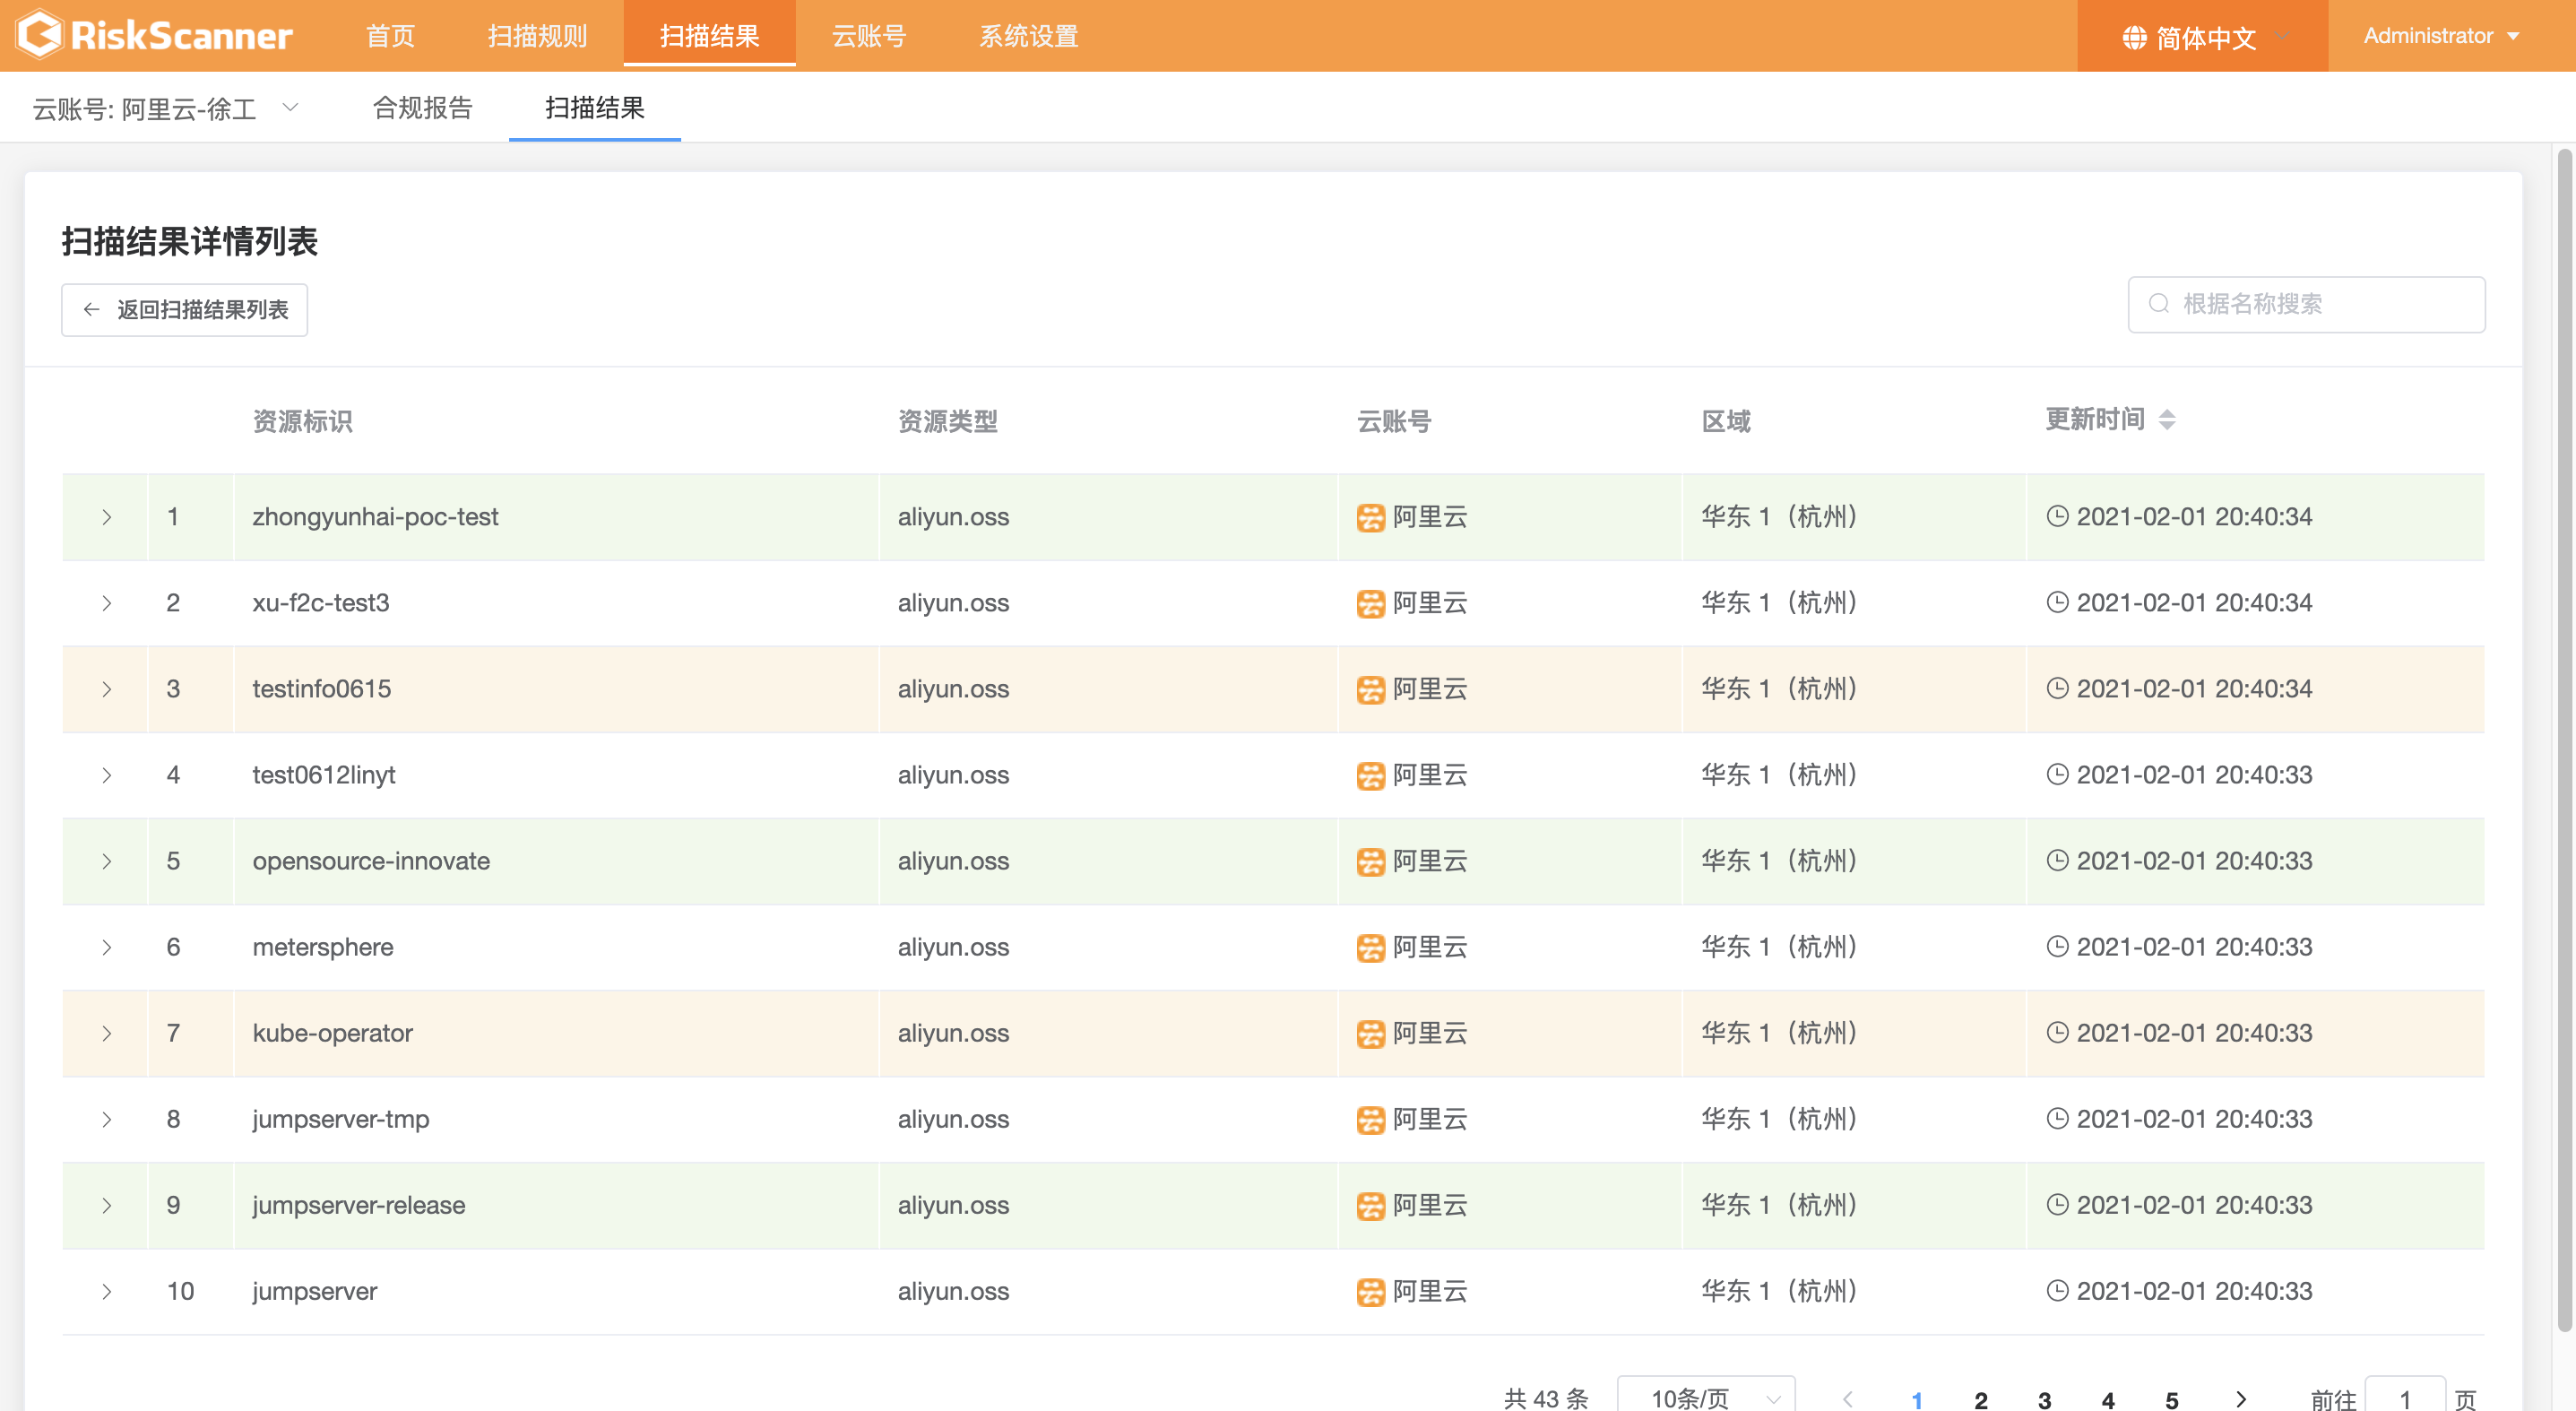 RiskScanner 首页 扫描规则 扫描结果 云账号 系统设置 简体中文 Administrator
云账号: 阿里云-徐工 合规报告 扫描结果
扫描结果详情列表
返回扫描结果列表 根据名称搜索
资源标识 资源类型 云账号 区域 更新时间
1 zhongyunhai-poc-test aliyun.oss 阿里云 华东 1（杭州） 2021-02-01 20:40:34
2 xu-f2c-test3 aliyun.oss 阿里云 华东 1（杭州） 2021-02-01 20:40:34
3 testinfo0615 aliyun.oss 阿里云 华东 1（杭州） 2021-02-01 20:40:34
4 test0612linyt aliyun.oss 阿里云 华东 1（杭州） 2021-02-01 20:40:33
5 opensource-innovate aliyun.oss 阿里云 华东 1（杭州） 2021-02-01 20:40:33
6 metersphere aliyun.oss 阿里云 华东 1（杭州） 2021-02-01 20:40:33
7 kube-operator aliyun.oss 阿里云 华东 1（杭州） 2021-02-01 20:40:33
8 jumpserver-tmp aliyun.oss 阿里云 华东 1（杭州） 2021-02-01 20:40:33
9 jumpserver-release aliyun.oss 阿里云 华东 1（杭州） 2021-02-01 20:40:33
10 jumpserver aliyun.oss 阿里云 华东 1（杭州） 2021-02-01 20:40:33
共 43 条 10条/页 1 2 3 4 5 前往 1 页